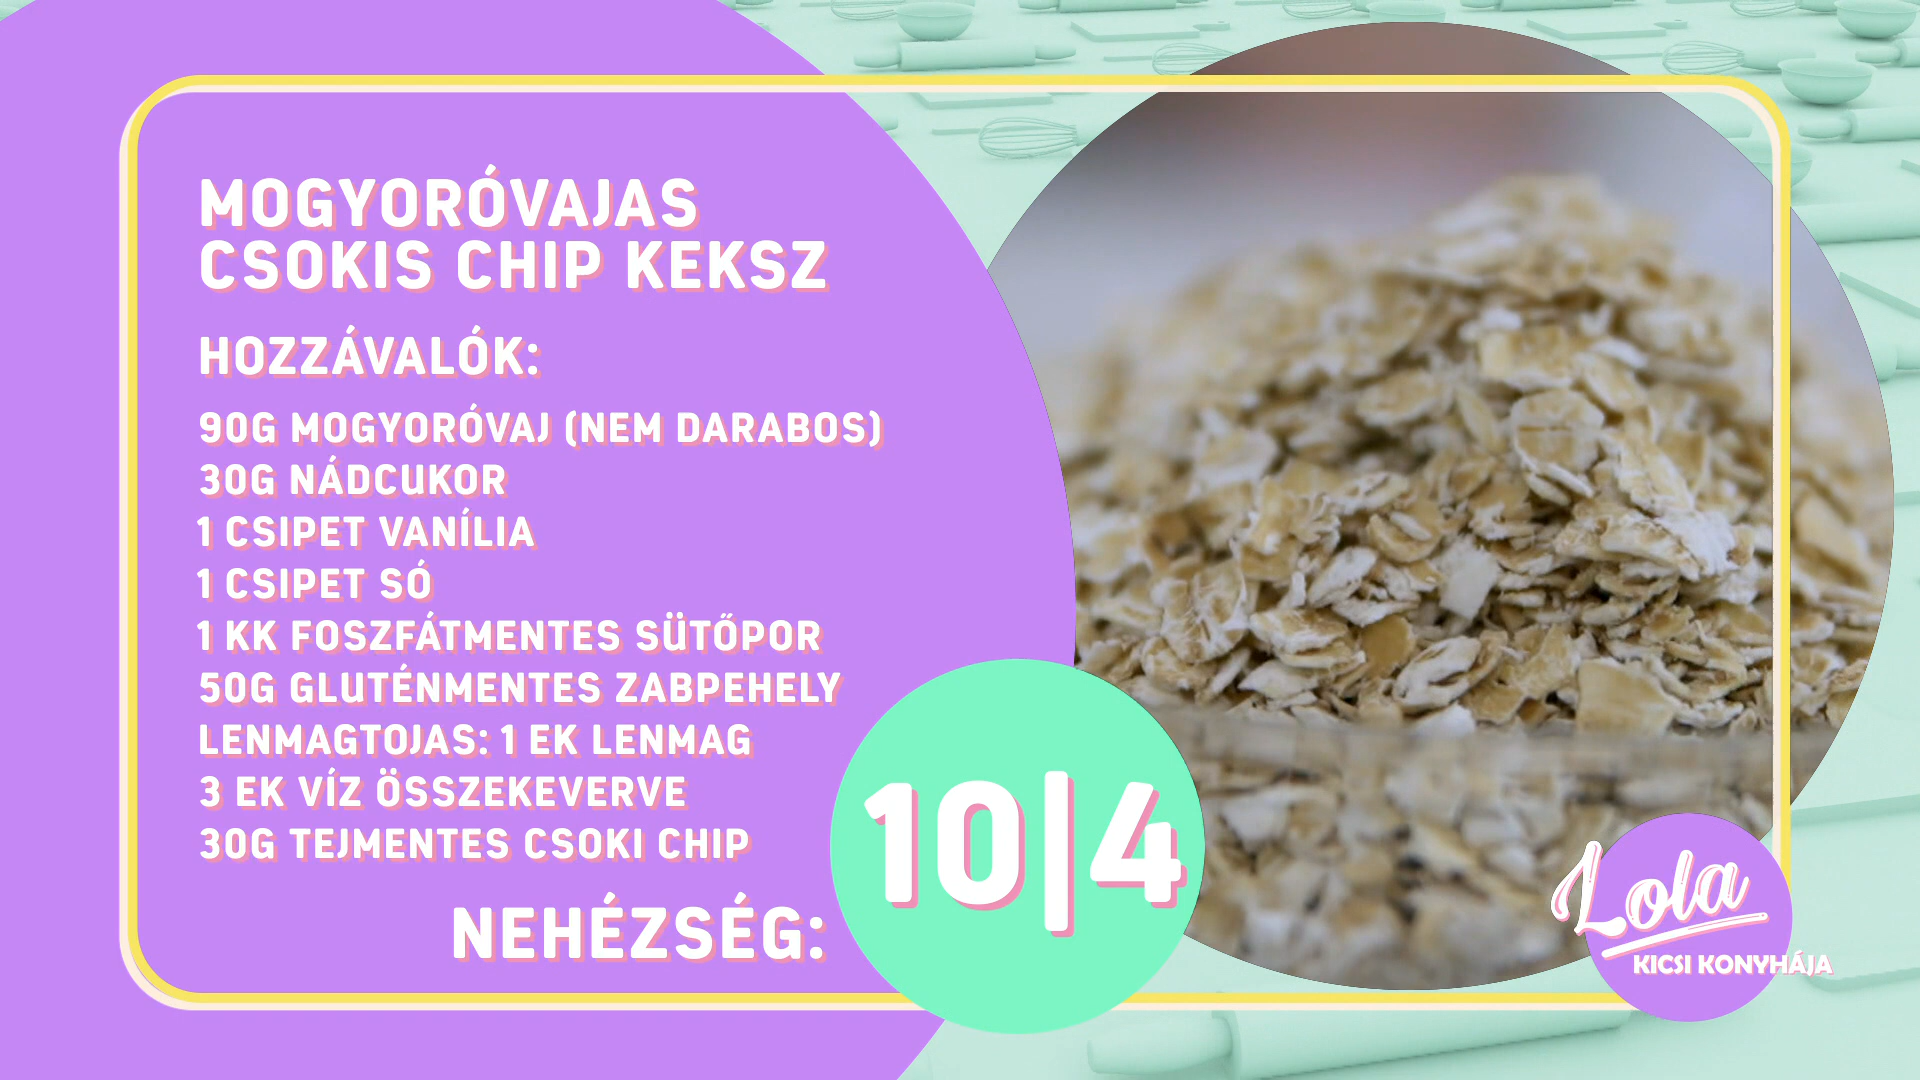 MOGYORÓVAJAS
CSOKIS CHIP KEKSZ
HOZZÁVALÓK:
90G MOGYORÓVAJ (NEM DARABOS)
30G NÁDCUKOR
1 CSIPET VANÍLIA
1 CSIPET SÓ
1 KK FOSZFÁTMENTES SÜTŐPOR
50G GLUTÉNMENTES ZABPEHELY
LENMAGTOJAS: 1 EK LENMAG
3 EK VÍZ ÖSSZEKEVERVE
30G TEJMENTES CSOKI CHIP
NEHÉZSÉG:
10|4
Lola
KICSI KONYHÁJA